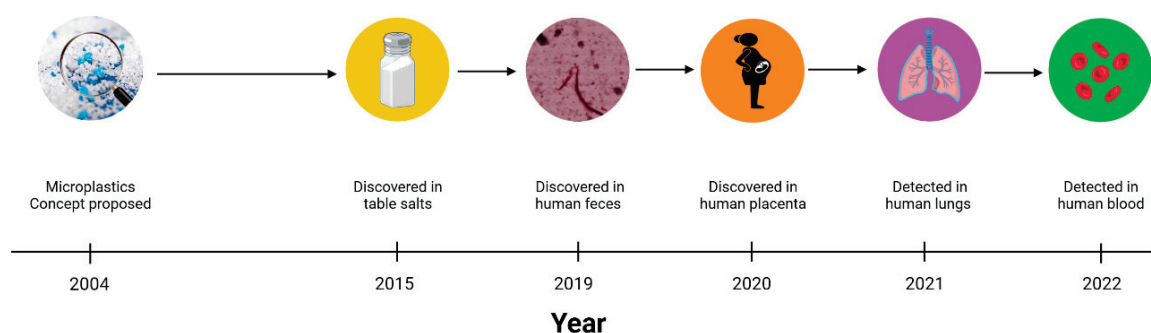 Microplastics
Concept proposed
Discovered in
table salts
Discovered in
human feces
Discovered in
human placenta
Detected in
human lungs
Detected in
human blood
2004
2015
2019
2020
2021
2022
Year